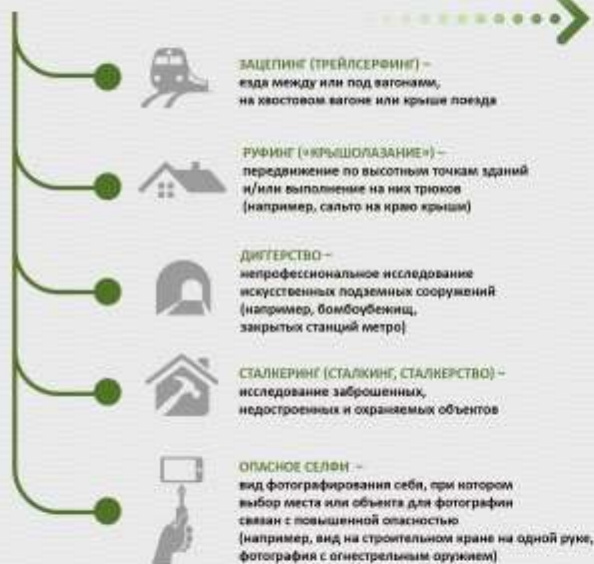 ЗАЦЕПИНГ (ТРЕЙЛСЕРФИНГ) –
езда между или под вагонами,
на хвостовом вагоне или крыше поезда
РУФИНГ («КРЫШОЛАЗАНИЕ») –
передвижение по высотным точкам зданий
и/или выполнение на них трюков
(например, сальто на краю крыши)
ДИГГЕРСТВО –
непрофессиональное исследование
искусственных подземных сооружений
(например, бомбоубежищ,
закрытых станций метро)
СТАЛКЕРИНГ (СТАЛКИНГ, СТАЛКЕРСТВО) –
исследование заброшенных,
недостроенных и охраняемых объектов
ОПАСНОЕ СЕЛФИ –
вид фотографирования себя, при котором
выбор места или объекта для фотографии
связан с повышенной опасностью
(например, вид на строительном кране на одной руке,
фотография с огнестрельным оружием)